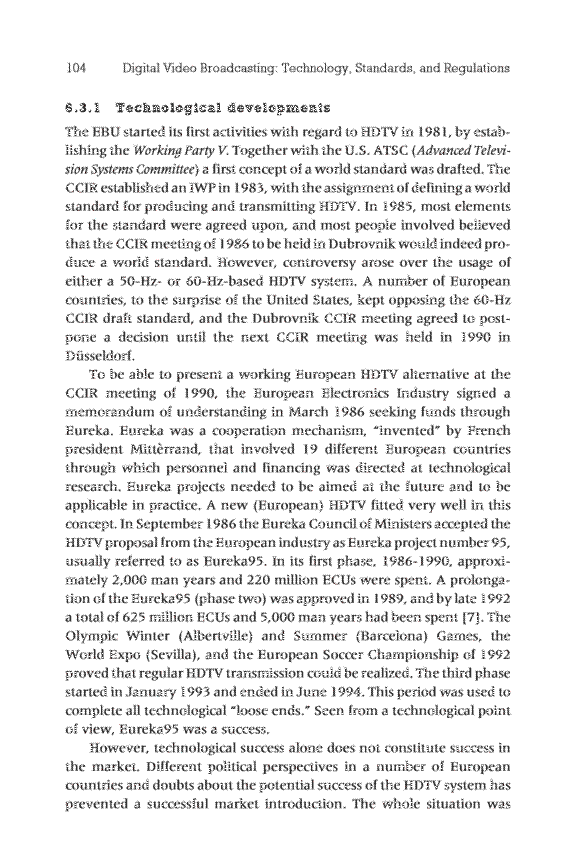 104 Digital Video Broadcasting: Technology, Standards, and Regulations
6.3.1 Technological developments
The EBU started its first activities with regard to HDTV in 1981, by estab-
lishing the Working Party V. Together with the U.S. ATSC (Advanced Televi-
sion Systems Committee) a first concept of a world standard was drafted. The
CCIR established an IWP in 1983, with the assignment of defining a world
standard for producing and transmitting HDTV. In 1985, most elements
for the standard were agreed upon, and most people involved believed
that the CCIR meeting of 1986 to be held in Dubrovnik would indeed pro-
duce a world standard. However, controversy arose over the usage of
either a 50-Hz- or 60-Hz-based HDTV system. A number of European
countries, to the surprise of the United States, kept opposing the 60-Hz
CCIR draft standard, and the Dubrovnik CCIR meeting agreed to post-
pone a decision until the next CCIR meeting was held in 1990 in
Düsseldorf.
To be able to present a working European HDTV alternative at the
CCIR meeting of 1990, the European Electronics Industry signed a
memorandum of understanding in March 1986 seeking funds through
Eureka. Eureka was a cooperation mechanism, "invented" by French
president Mittèrrand, that involved 19 different European countries
through which personnel and financing was directed at technological
research. Eureka projects needed to be aimed at the future and to be
applicable in practice. A new (European) HDTV fitted very well in this
concept. In September 1986 the Eureka Council of Ministers accepted the
HDTV proposal from the European industry as Eureka project number 95,
usually referred to as Eureka95. In its first phase, 1986-1990, approxi-
mately 2,000 man years and 220 million ECUs were spent. A prolonga-
tion of the Eureka95 (phase two) was approved in 1989, and by late 1992
a total of 625 million ECUs and 5,000 man years had been spent [7]. The
Olympic Winter (Albertville) and Summer (Barcelona) Games, the
World Expo (Sevilla), and the European Soccer Championship of 1992
proved that regular HDTV transmission could be realized. The third phase
started in January 1993 and ended in June 1994. This period was used to
complete all technological "loose ends." Seen from a technological point
of view, Eureka95 was a success.
However, technological success alone does not constitute success in
the market. Different political perspectives in a number of European
countries and doubts about the potential success of the HDTV system has
prevented a successful market introduction. The whole situation was